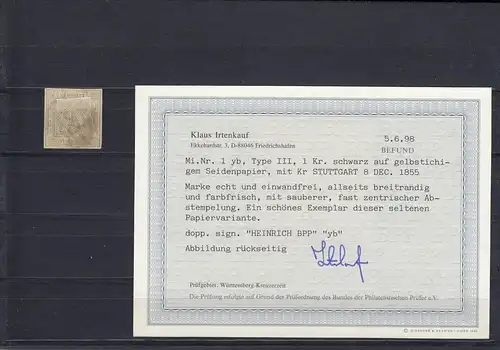 Klaus Irtenkauf
Ekkehardstr. 3, D-88046 Friedrichshafen
5.6.98
BEFUND
Mi.Nr. 1 yb, Type III, 1 Kr. schwarz auf gelbstichi-
gem Seidenpapier, mit Kr STUTTGART 8 DEC. 1855
Marke echt und einwandfrei, allseits breitrandig
und farbfrisch, mit sauberer, fast zentrischer Ab-
stempelung. Ein schönes Exemplar dieser seltenen
Papiervariante.
dopp. sign. "HEINRICH BPP" "yb"
Abbildung rückseitig
Prüfgebiet: Württemberg-Kreuzerzeit
Die Prüfung erfolgte auf Grund der Prüfordnung des Bundes der Philatelistischen Prüfer e.V.